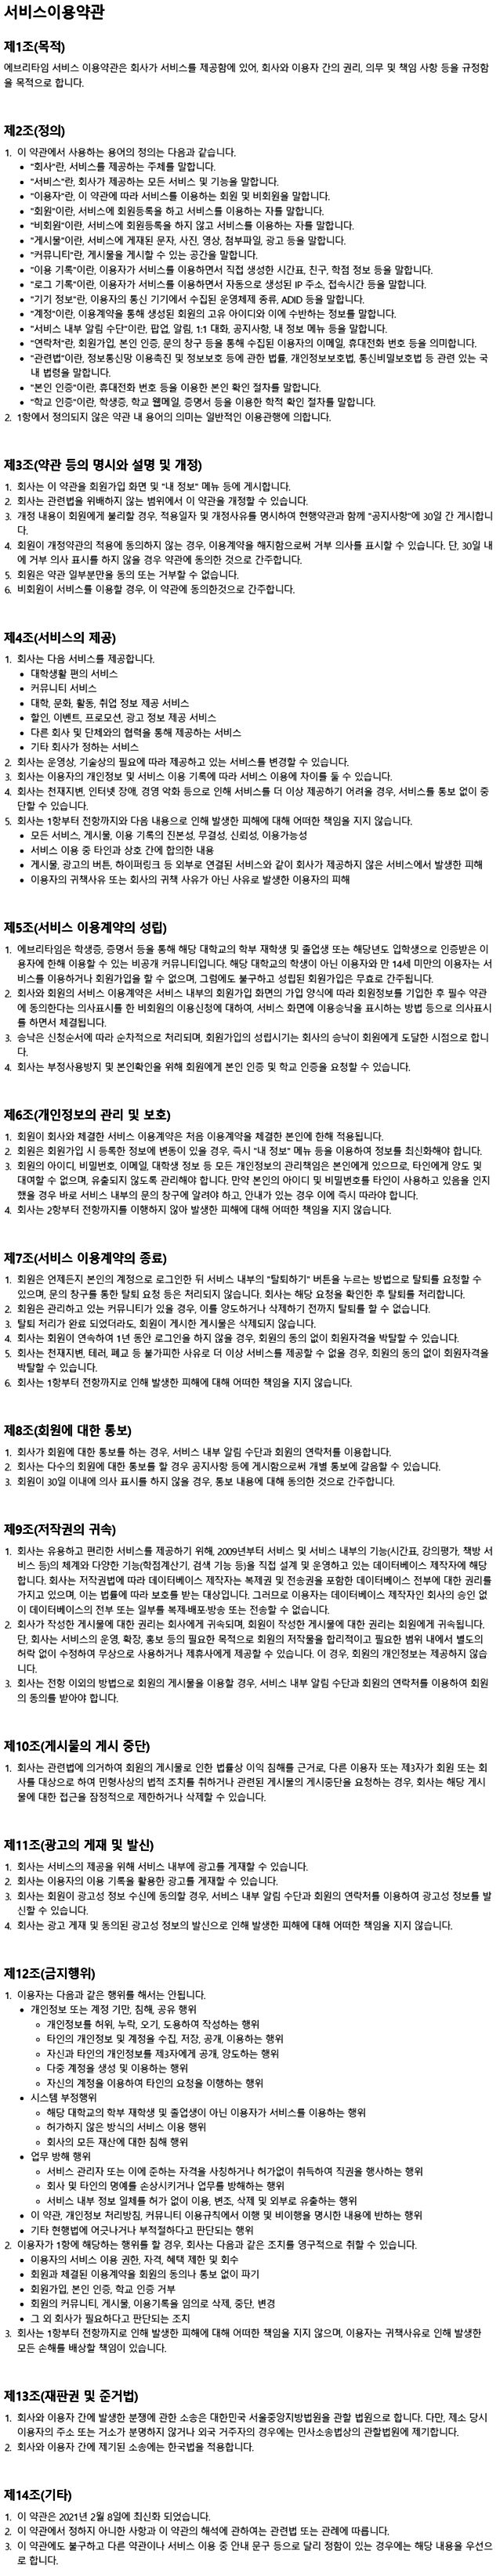 서비스이용약관
제1조(목적)
에브리타임 서비스 이용약관은 회사가 서비스를 제공함에 있어, 회사와 이용자 간의 권리, 의무 및 책임 사항 등을 규정함
을 목적으로 합니다.
제2조(정의)
1. 이 약관에서 사용하는 용어의 정의는 다음과 같습니다.
• "회사"란, 서비스를 제공하는 주체를 말합니다.
• "서비스"란, 회사가 제공하는 모든 서비스 및 기능을 말합니다.
• "이용자"란, 이 약관에 따라 서비스를 이용하는 회원 및 비회원을 말합니다.
• "회원"이란, 서비스에 회원등록을 하고 서비스를 이용하는 자를 말합니다.
• "비회원"이란, 서비스에 회원등록을 하지 않고 서비스를 이용하는 자를 말합니다.
• "게시물"이란, 서비스에 게재된 문자, 사진, 영상, 첨부파일, 광고 등을 말합니다.
• "커뮤니티"란, 게시물을 게시할 수 있는 공간을 말합니다.
• "이용 기록"이란, 이용자가 서비스를 이용하면서 직접 생성한 시간표, 친구, 학점 정보 등을 말합니다.
• "로그 기록"이란, 이용자가 서비스를 이용하면서 자동으로 생성된 IP 주소, 접속시간 등을 말합니다.
• "기기 정보"란, 이용자의 통신 기기에서 수집된 운영체제 종류, ADID 등을 말합니다.
• "계정"이란, 이용계약을 통해 생성된 회원의 고유 아이디와 이에 수반하는 정보를 말합니다.
• "서비스 내부 알림 수단"이란, 팝업, 알림, 1:1 대화, 공지사항, 내 정보 메뉴 등을 말합니다.
• "연락처"란, 회원가입, 본인 인증, 문의 창구 등을 통해 수집된 이용자의 이메일, 휴대전화 번호 등을 의미합니다.
• "관련법"이란, 정보통신망 이용촉진 및 정보보호 등에 관한 법률, 개인정보보호법, 통신비밀보호법 등 관련 있는 국
내 법령을 말합니다.
• "본인 인증"이란, 휴대전화 번호 등을 이용한 본인 확인 절차를 말합니다.
• "학교 인증"이란, 학생증, 학교 웹메일, 증명서 등을 이용한 학적 확인 절차를 말합니다.
2. 1항에서 정의되지 않은 약관 내 용어의 의미는 일반적인 이용관행에 의합니다.
제3조(약관 등의 명시와 설명 및 개정)
1. 회사는 이 약관을 회원가입 화면 및 "내 정보" 메뉴 등에 게시합니다.
2. 회사는 관련법을 위배하지 않는 범위에서 이 약관을 개정할 수 있습니다.
3. 개정 내용이 회원에게 불리할 경우, 적용일자 및 개정사유를 명시하여 현행약관과 함께 "공지사항"에 30일 간 게시합니
다.
4. 회원이 개정약관의 적용에 동의하지 않는 경우, 이용계약을 해지함으로써 거부 의사를 표시할 수 있습니다. 단, 30일 내
에 거부 의사 표시를 하지 않을 경우 약관에 동의한 것으로 간주합니다.
5. 회원은 약관 일부분만을 동의 또는 거부할 수 없습니다.
6. 비회원이 서비스를 이용할 경우, 이 약관에 동의한것으로 간주합니다.
제4조(서비스의 제공)
1. 회사는 다음 서비스를 제공합니다.
• 대학생활 편의 서비스
• 커뮤니티 서비스
• 대학, 문화, 활동, 취업 정보 제공 서비스
• 할인, 이벤트, 프로모션, 광고 정보 제공 서비스
• 다른 회사 및 단체와의 협력을 통해 제공하는 서비스
• 기타 회사가 정하는 서비스
2. 회사는 운영상, 기술상의 필요에 따라 제공하고 있는 서비스를 변경할 수 있습니다.
3. 회사는 이용자의 개인정보 및 서비스 이용 기록에 따라 서비스 이용에 차이를 둘 수 있습니다.
4. 회사는 천재지변, 인터넷 장애, 경영 악화 등으로 인해 서비스를 더 이상 제공하기 어려울 경우, 서비스를 통보 없이 중
단할 수 있습니다.
5. 회사는 1항부터 전항까지와 다음 내용으로 인해 발생한 피해에 대해 어떠한 책임을 지지 않습니다.
• 모든 서비스, 게시물, 이용 기록의 진본성, 무결성, 신뢰성, 이용가능성
• 서비스 이용 중 타인과 상호 간에 합의한 내용
• 게시물, 광고의 버튼, 하이퍼링크 등 외부로 연결된 서비스와 같이 회사가 제공하지 않은 서비스에서 발생한 피해
• 이용자의 귀책사유 또는 회사의 귀책 사유가 아닌 사유로 발생한 이용자의 피해
제5조(서비스 이용계약의 성립)
1. 에브리타임은 학생증, 증명서 등을 통해 해당 대학교의 학부 재학생 및 졸업생 또는 해당년도 입학생으로 인증받은 이
용자에 한해 이용할 수 있는 비공개 커뮤니티입니다. 해당 대학교의 학생이 아닌 이용자와 만 14세 미만의 이용자는 서
비스를 이용하거나 회원가입을 할 수 없으며, 그럼에도 불구하고 성립된 회원가입은 무효로 간주됩니다.
2. 회사와 회원의 서비스 이용계약은 서비스 내부의 회원가입 화면의 가입 양식에 따라 회원정보를 기입한 후 필수 약관
에 동의한다는 의사표시를 한 비회원의 이용신청에 대하여, 서비스 화면에 이용승낙을 표시하는 방법 등으로 의사표시
를 하면서 체결됩니다.
3. 승낙은 신청순서에 따라 순차적으로 처리되며, 회원가입의 성립시기는 회사의 승낙이 회원에게 도달한 시점으로 합니
다.
4. 회사는 부정사용방지 및 본인확인을 위해 회원에게 본인 인증 및 학교 인증을 요청할 수 있습니다.
제6조(개인정보의 관리 및 보호)
1. 회원이 회사와 체결한 서비스 이용계약은 처음 이용계약을 체결한 본인에 한해 적용됩니다.
2. 회원은 회원가입 시 등록한 정보에 변동이 있을 경우, 즉시 "내 정보" 메뉴 등을 이용하여 정보를 최신화해야 합니다.
3. 회원의 아이디, 비밀번호, 이메일, 대학생 정보 등 모든 개인정보의 관리책임은 본인에게 있으므로, 타인에게 양도 및
대여할 수 없으며, 유출되지 않도록 관리해야 합니다. 만약 본인의 아이디 및 비밀번호를 타인이 사용하고 있음을 인지
했을 경우 바로 서비스 내부의 문의 창구에 알려야 하고, 안내가 있는 경우 이에 즉시 따라야 합니다.
4. 회사는 2항부터 전항까지를 이행하지 않아 발생한 피해에 대해 어떠한 책임을 지지 않습니다.
제7조(서비스 이용계약의 종료)
1. 회원은 언제든지 본인의 계정으로 로그인한 뒤 서비스 내부의 "탈퇴하기" 버튼을 누르는 방법으로 탈퇴를 요청할 수
있으며, 문의 창구를 통한 탈퇴 요청 등은 처리되지 않습니다. 회사는 해당 요청을 확인한 후 탈퇴를 처리합니다.
2. 회원은 관리하고 있는 커뮤니티가 있을 경우, 이를 양도하거나 삭제하기 전까지 탈퇴를 할 수 없습니다.
3. 탈퇴 처리가 완료 되었더라도, 회원이 게시한 게시물은 삭제되지 않습니다.
4. 회사는 회원이 연속하여 1년 동안 로그인을 하지 않을 경우, 회원의 동의 없이 회원자격을 박탈할 수 있습니다.
5. 회사는 천재지변, 테러, 폐교 등 불가피한 사유로 더 이상 서비스를 제공할 수 없을 경우, 회원의 동의 없이 회원자격을
박탈할 수 있습니다.
6. 회사는 1항부터 전항까지로 인해 발생한 피해에 대해 어떠한 책임을 지지 않습니다.
제8조(회원에 대한 통보)
1. 회사가 회원에 대한 통보를 하는 경우, 서비스 내부 알림 수단과 회원의 연락처를 이용합니다.
2. 회사는 다수의 회원에 대한 통보를 할 경우 공지사항 등에 게시함으로써 개별 통보에 갈음할 수 있습니다.
3. 회원이 30일 이내에 의사 표시를 하지 않을 경우, 통보 내용에 대해 동의한 것으로 간주합니다.
제9조(저작권의 귀속)
1. 회사는 유용하고 편리한 서비스를 제공하기 위해, 2009년부터 서비스 및 서비스 내부의 기능(시간표, 강의평가, 책방 서
비스 등)의 체계와 다양한 기능(학점계산기, 검색 기능 등)을 직접 설계 및 운영하고 있는 데이터베이스 제작자에 해당
합니다. 회사는 저작권법에 따라 데이터베이스 제작자는 복제권 및 전송권을 포함한 데이터베이스 전부에 대한 권리를
가지고 있으며, 이는 법률에 따라 보호를 받는 대상입니다. 그러므로 이용자는 데이터베이스 제작자인 회사의 승인 없
이 데이터베이스의 전부 또는 일부를 복제·배포·방송 또는 전송할 수 없습니다.
2. 회사가 작성한 게시물에 대한 권리는 회사에게 귀속되며, 회원이 작성한 게시물에 대한 권리는 회원에게 귀속됩니다.
단, 회사는 서비스의 운영, 확장, 홍보 등의 필요한 목적으로 회원의 저작물을 합리적이고 필요한 범위 내에서 별도의
허락 없이 수정하여 무상으로 사용하거나 제휴사에게 제공할 수 있습니다. 이 경우, 회원의 개인정보는 제공하지 않습
니다.
3. 회사는 전항 이외의 방법으로 회원의 게시물을 이용할 경우, 서비스 내부 알림 수단과 회원의 연락처를 이용하여 회원
의 동의를 받아야 합니다.
제10조(게시물의 게시 중단)
1. 회사는 관련법에 의거하여 회원의 게시물로 인한 법률상 이익 침해를 근거로, 다른 이용자 또는 제3자가 회원 또는 회
사를 대상으로 하여 민형사상의 법적 조치를 취하거나 관련된 게시물의 게시중단을 요청하는 경우, 회사는 해당 게시
물에 대한 접근을 잠정적으로 제한하거나 삭제할 수 있습니다.
제11조(광고의 게재 및 발신)
1. 회사는 서비스의 제공을 위해 서비스 내부에 광고를 게재할 수 있습니다.
2. 회사는 이용자의 이용 기록을 활용한 광고를 게재할 수 있습니다.
3. 회사는 회원이 광고성 정보 수신에 동의할 경우, 서비스 내부 알림 수단과 회원의 연락처를 이용하여 광고성 정보를 발
신할 수 있습니다.
4. 회사는 광고 게재 및 동의된 광고성 정보의 발신으로 인해 발생한 피해에 대해 어떠한 책임을 지지 않습니다.
제12조(금지행위)
1. 이용자는 다음과 같은 행위를 해서는 안됩니다.
• 개인정보 또는 계정 기만, 침해, 공유 행위
◦ 개인정보를 허위, 누락, 오기, 도용하여 작성하는 행위
◦ 타인의 개인정보 및 계정을 수집, 저장, 공개, 이용하는 행위
◦ 자신과 타인의 개인정보를 제3자에게 공개, 양도하는 행위
◦ 다중 계정을 생성 및 이용하는 행위
◦ 자신의 계정을 이용하여 타인의 요청을 이행하는 행위
• 시스템 부정행위
◦ 해당 대학교의 학부 재학생 및 졸업생이 아닌 이용자가 서비스를 이용하는 행위
◦ 허가하지 않은 방식의 서비스 이용 행위
◦ 회사의 모든 재산에 대한 침해 행위
• 업무 방해 행위
◦ 서비스 관리자 또는 이에 준하는 자격을 사칭하거나 허가없이 취득하여 직권을 행사하는 행위
◦ 회사 및 타인의 명예를 손상시키거나 업무를 방해하는 행위
◦ 서비스 내부 정보 일체를 허가 없이 이용, 변조, 삭제 및 외부로 유출하는 행위
• 이 약관, 개인정보 처리방침, 커뮤니티 이용규칙에서 이행 및 비이행을 명시한 내용에 반하는 행위
• 기타 현행법에 어긋나거나 부적절하다고 판단되는 행위
2. 이용자가 1항에 해당하는 행위를 할 경우, 회사는 다음과 같은 조치를 영구적으로 취할 수 있습니다.
• 이용자의 서비스 이용 권한, 자격, 혜택 제한 및 회수
• 회원과 체결된 이용계약을 회원의 동의나 통보 없이 파기
• 회원가입, 본인 인증, 학교 인증 거부
• 회원의 커뮤니티, 게시물, 이용기록을 임의로 삭제, 중단, 변경
• 그 외 회사가 필요하다고 판단되는 조치
3. 회사는 1항부터 전항까지로 인해 발생한 피해에 대해 어떠한 책임을 지지 않으며, 이용자는 귀책사유로 인해 발생한
모든 손해를 배상할 책임이 있습니다.
제13조(재판권 및 준거법)
1. 회사와 이용자 간에 발생한 분쟁에 관한 소송은 대한민국 서울중앙지방법원을 관할 법원으로 합니다. 다만, 제소 당시
이용자의 주소 또는 거소가 분명하지 않거나 외국 거주자의 경우에는 민사소송법상의 관할법원에 제기합니다.
2. 회사와 이용자 간에 제기된 소송에는 한국법을 적용합니다.
제14조(기타)
1. 이 약관은 2021년 2월 8일에 최신화 되었습니다.
2. 이 약관에서 정하지 아니한 사항과 이 약관의 해석에 관하여는 관련법 또는 관례에 따릅니다.
3. 이 약관에도 불구하고 다른 약관이나 서비스 이용 중 안내 문구 등으로 달리 정함이 있는 경우에는 해당 내용을 우선으
로 합니다.